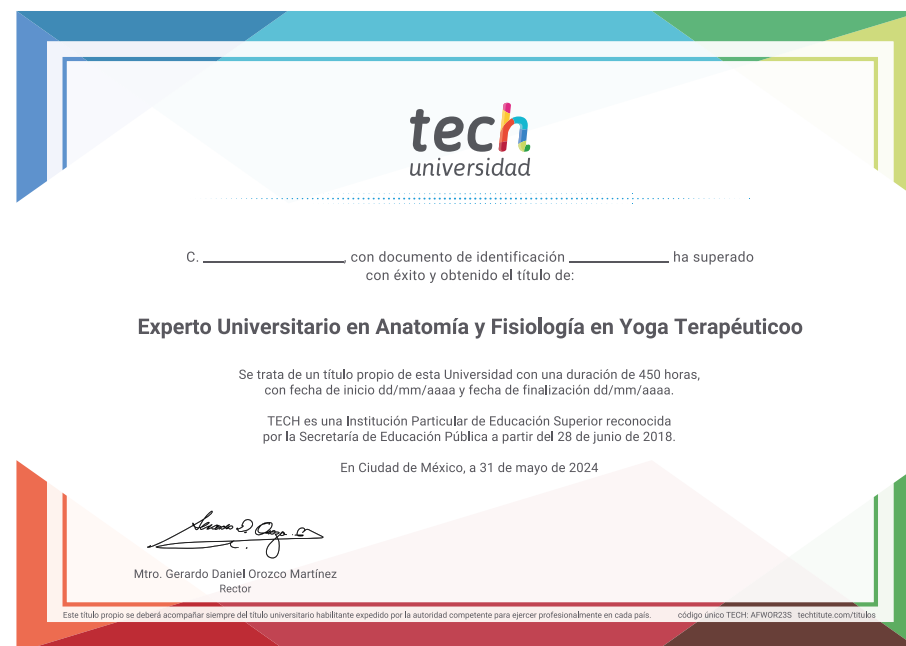 tech
universidad
C. ____________________, con documento de identificación ______________ ha superado
con éxito y obtenido el título de:
Experto Universitario en Anatomía y Fisiología en Yoga Terapéuticoo
Se trata de un título propio de esta Universidad con una duración de 450 horas,
con fecha de inicio dd/mm/aaaa y fecha de finalización dd/mm/aaaa.
TECH es una Institución Particular de Educación Superior reconocida
por la Secretaría de Educación Pública a partir del 28 de junio de 2018.
En Ciudad de México, a 31 de mayo de 2024
Mtro. Gerardo Daniel Orozco Martínez
Rector
Este título propio se deberá acompañar siempre del título universitario habilitante expedido por la autoridad competente para ejercer profesionalmente en cada país. código único TECH: AFWOR23S techtitute.com/titulos